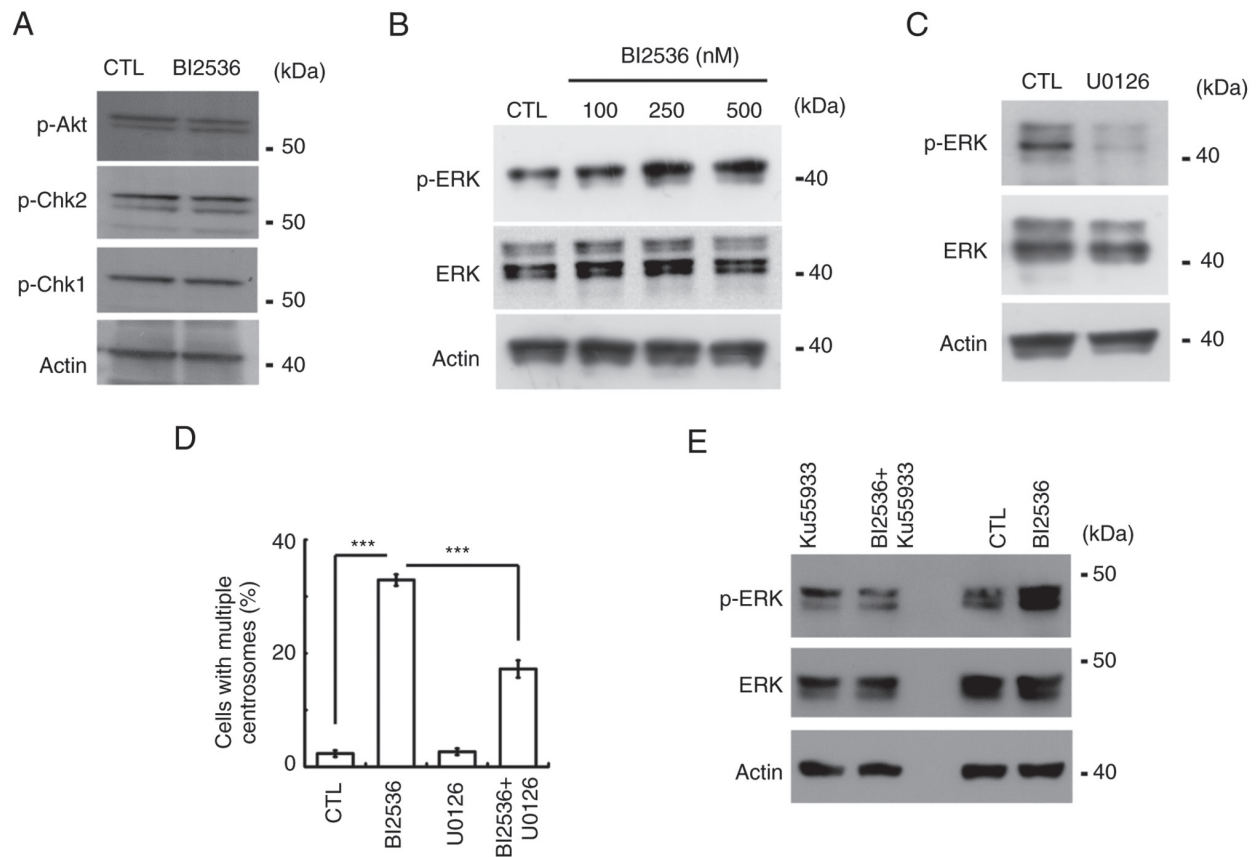 A
CTL BI2536 (kDa)
p-Akt
- 50
p-Chk2
- 50
p-Chk1
- 50
Actin
- 40
B
BI2536 (nM)
CTL 100 250 500 (kDa)
p-ERK
-40
ERK
- 40
Actin
- 40
C
CTL U0126 (kDa)
p-ERK
- 40
ERK
- 40
Actin
- 40
D
Cells with multiple
centrosomes (%)
40
20
0
*** ***
CTL
BI2536
U0126
BI2536+
U0126
E
Ku55933
BI2536+
Ku55933
CTL
BI2536
(kDa)
- 50
p-ERK
- 50
ERK
Actin
- 40